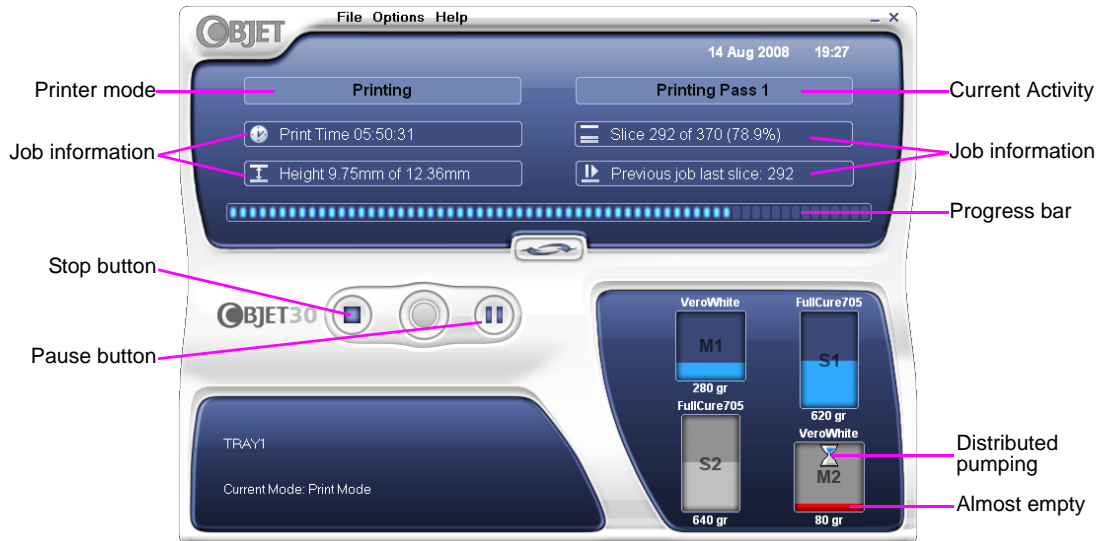 OBJET
File Options Help
14 Aug 2008 19:27
Printer mode
Printing
Printing Pass 1
Current Activity
Job information
Print Time 05:50:31
Slice 292 of 370 (78.9%)
Job information
Height 9.75mm of 12.36mm
Previous job last slice: 292
Progress bar
Stop button
OBJET30
Pause button
VeroWhite
FullCure705
M1
S1
280 gr
620 gr
FullCure705
VeroWhite
S2
M2
640 gr
80 gr
TRAY1
Current Mode: Print Mode
Distributed
pumping
Almost empty